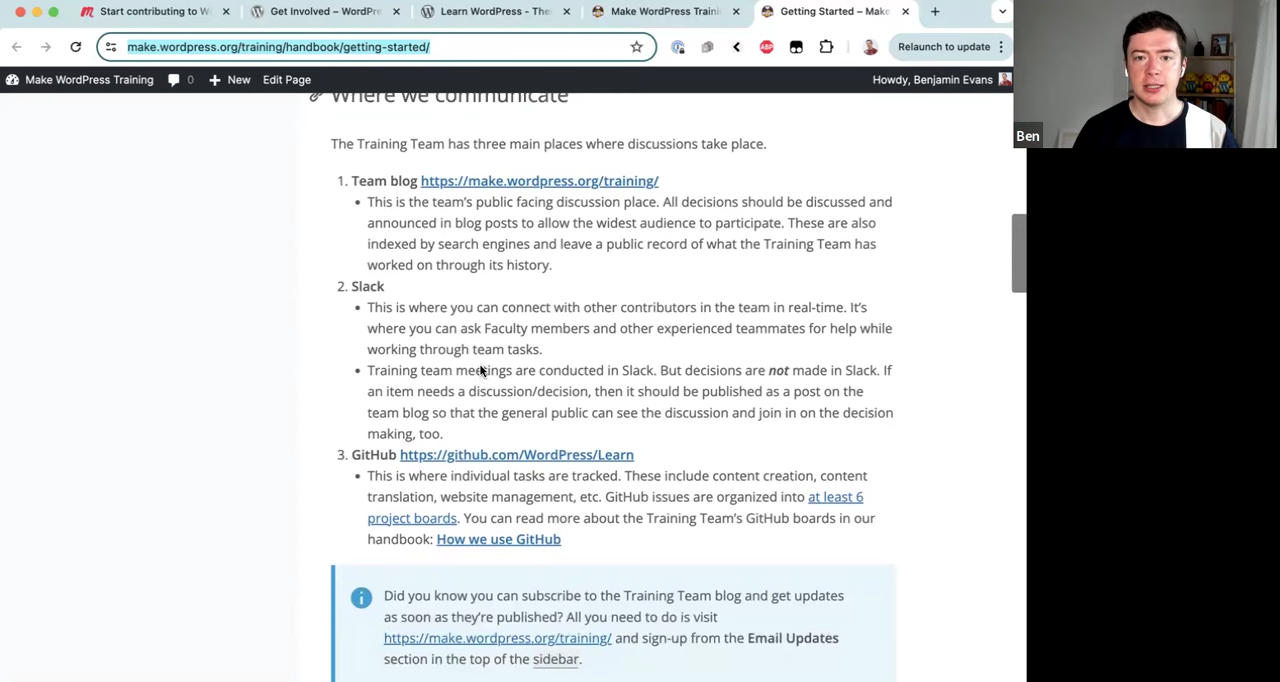 Start contributing to W
Get Involved – WordPre
Learn WordPress - The
Make WordPress Traini
Getting Started – Make
make.wordpress.org/training/handbook/getting-started/
ABP
Relaunch to update
Make WordPress Training
0
New
Edit Page
Howdy, Benjamin Evans
Ben
Where we communicate
The Training Team has three main places where discussions take place.
1. Team blog https://make.wordpress.org/training/
• This is the team's public facing discussion place. All decisions should be discussed and
announced in blog posts to allow the widest audience to participate. These are also
indexed by search engines and leave a public record of what the Training Team has
worked on through its history.
2. Slack
• This is where you can connect with other contributors in the team in real-time. It's
where you can ask Faculty members and other experienced teammates for help while
working through team tasks.
• Training team meetings are conducted in Slack. But decisions are not made in Slack. If
an item needs a discussion/decision, then it should be published as a post on the
team blog so that the general public can see the discussion and join in on the decision
making, too.
3. GitHub https://github.com/WordPress/Learn
• This is where individual tasks are tracked. These include content creation, content
translation, website management, etc. GitHub issues are organized into at least 6
project boards. You can read more about the Training Team's GitHub boards in our
handbook: How we use GitHub
Did you know you can subscribe to the Training Team blog and get updates
as soon as they're published? All you need to do is visit
https://make.wordpress.org/training/ and sign-up from the Email Updates
section in the top of the sidebar.